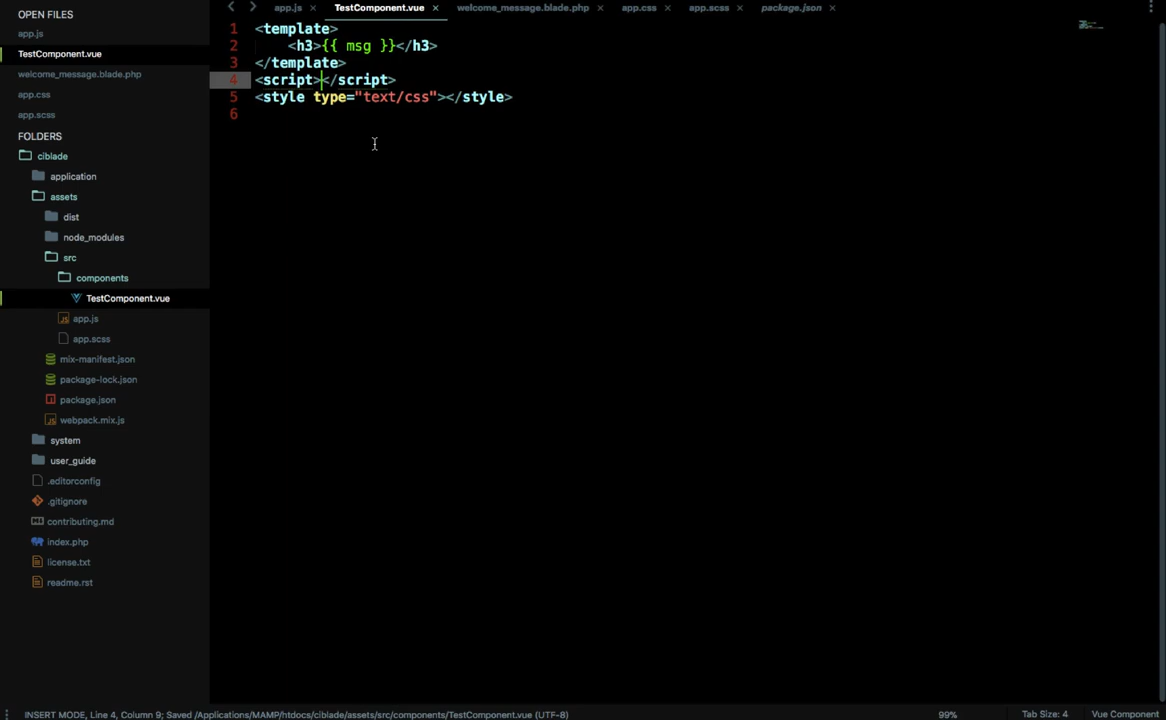 OPEN FILES
app.js
TestComponent.vue
welcome_message.blade.php
app.css
app.scss
FOLDERS
ciblade
application
assets
dist
node_modules
src
components
TestComponent.vue
app.js
app.scss
mix-manifest.json
package-lock.json
package.json
webpack.mix.js
system
user_guide
.editorconfig
.gitignore
contributing.md
index.php
license.txt
readme.rst
app.js × TestComponent.vue × welcome_message.blade.php × app.css × app.scss × package.json ×
1 <template>
2 <h3>{{ msg }}</h3>
3 </template>
4 <script></script>
5 <style type="text/css"></style>
6
INSERT MODE, Line 4, Column 9; Saved /Applications/MAMP/htdocs/ciblade/assets/src/components/TestComponent.vue (UTF-8) 99% Tab Size: 4 Vue Component